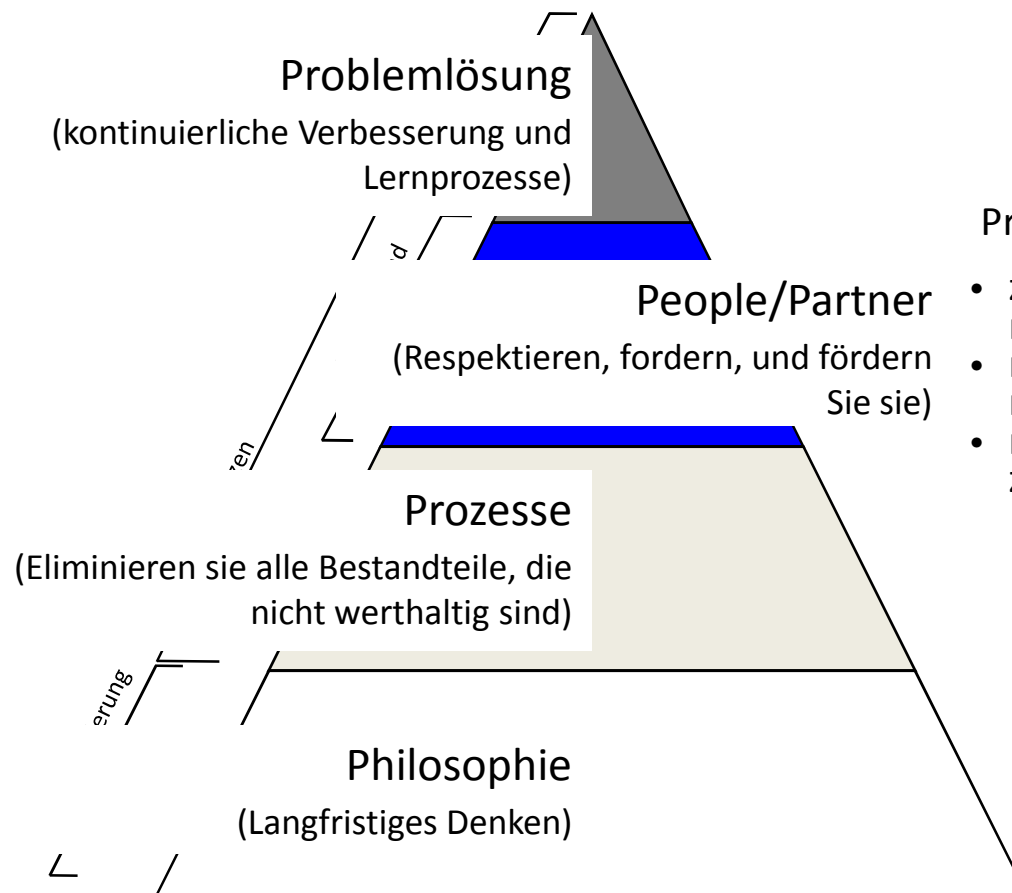 Problemlösung
(kontinuierliche Verbesserung und
Lernprozesse)
People/Partner
(Respektieren, fordern, und fördern
Sie sie)
Prozesse
(Eliminieren sie alle Bestandteile, die
nicht werthaltig sind)
Philosophie
(Langfristiges Denken)